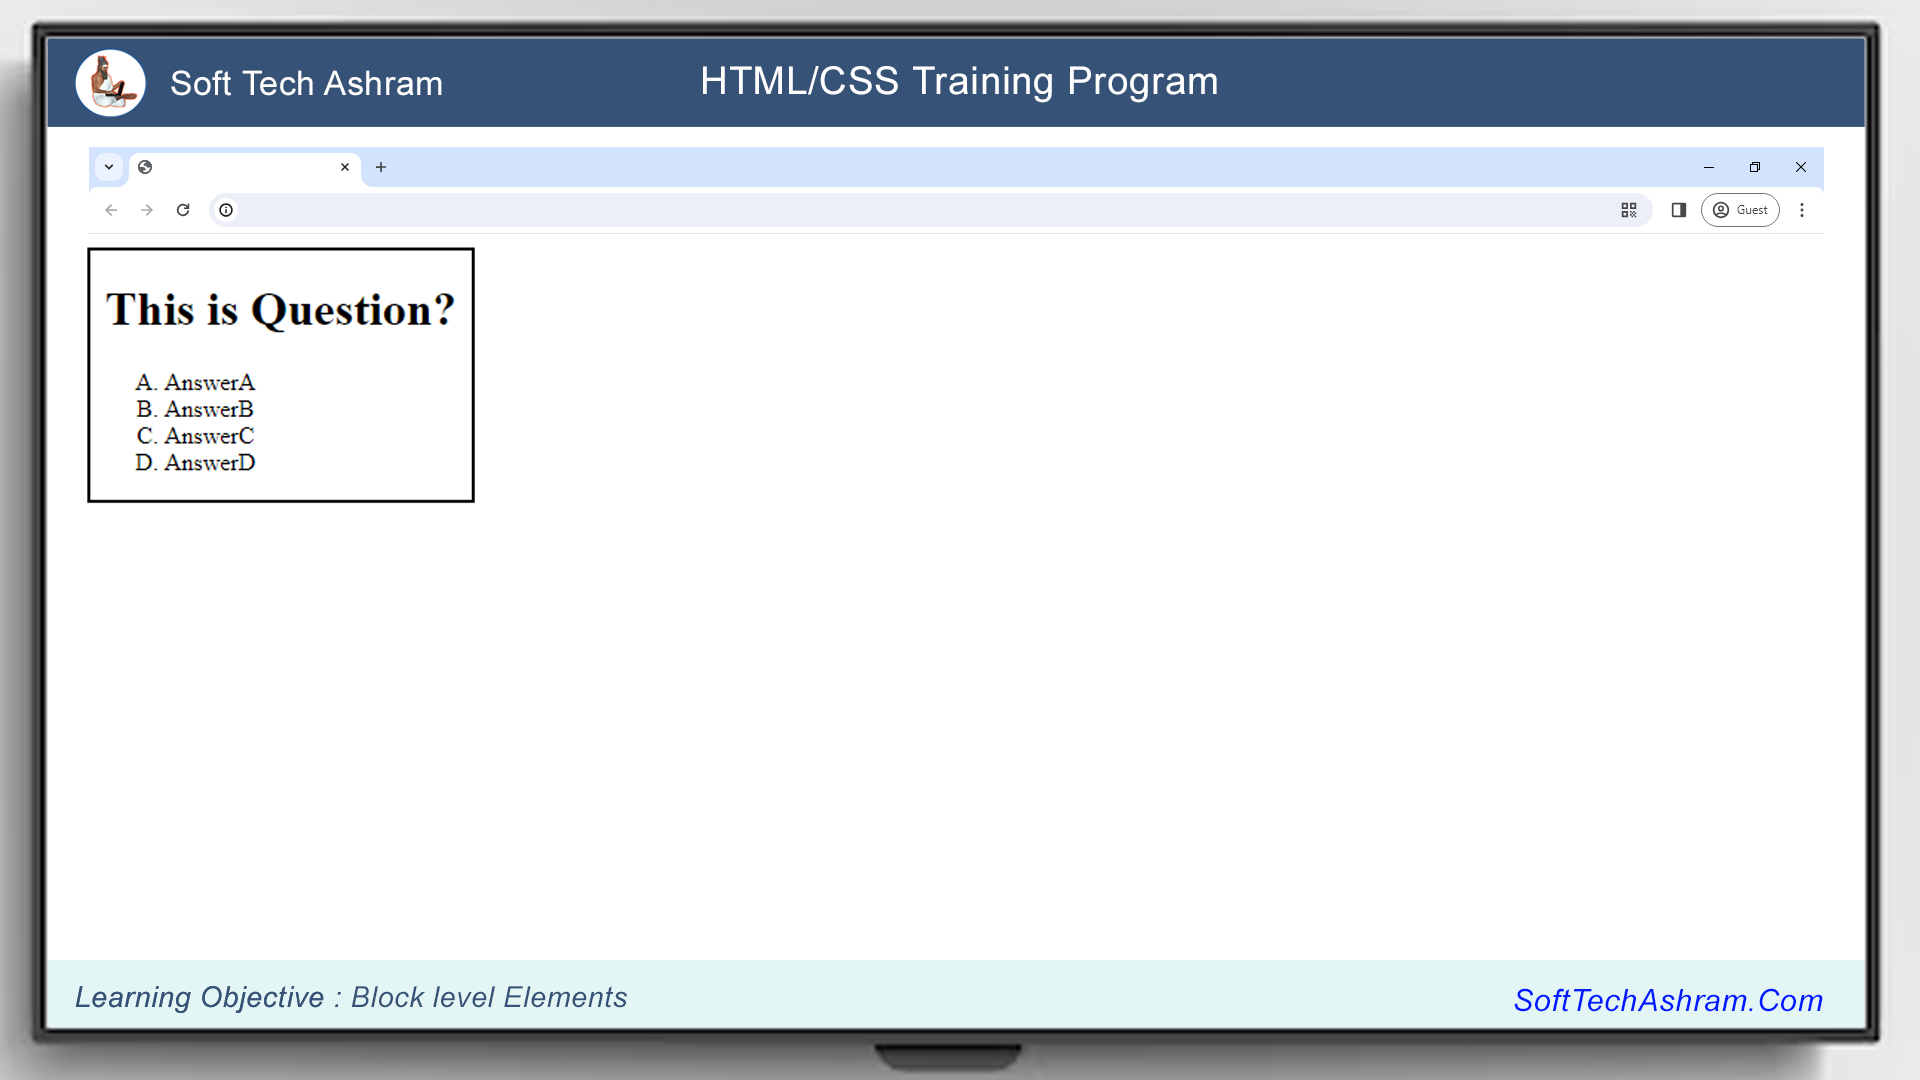 Soft Tech Ashram
HTML/CSS Training Program
Guest
This is Question?
A. AnswerA
B. AnswerB
C. AnswerC
D. AnswerD
Learning Objective : Block level Elements
SoftTechAshram.Com